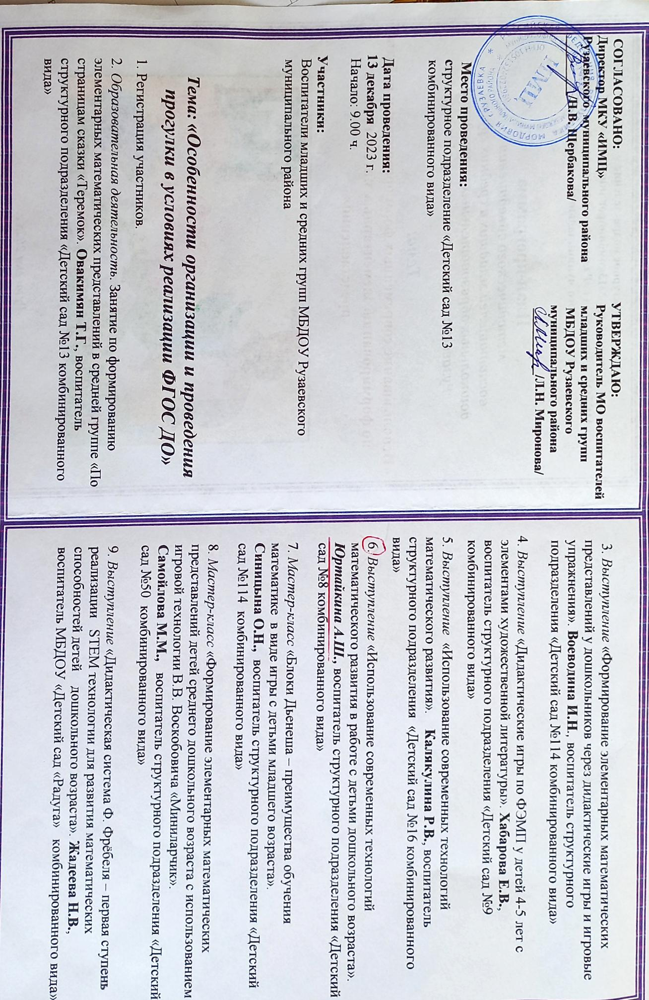 СОГЛАСОВАНО:
Директор МКУ «ИМЦ»
Рузаевского муниципального района
/Н.В. Щербакова/
УТВЕРЖДАЮ:
Руководитель МО воспитателей
младших и средних групп
МБДОУ Рузаевского
муниципального района
/Л.Н. Миронова/
Место проведения:
структурное подразделение «Детский сад №13
комбинированного вида»
Дата проведения:
13 декабря 2023 г.
Начало: 9.00 ч.
Участники:
Воспитатели младших и средних групп МБДОУ Рузаевского
муниципального района
Тема: «Особенности организации и проведения
прогулки в условиях реализации ФГОС ДО»
1. Регистрация участников.
2. Образовательная деятельность. Занятие по формированию
элементарных математических представлений в средней группе «По
страницам сказки «Теремок». Овакимян Т.Г., воспитатель
структурного подразделения «Детский сад №13 комбинированного
вида»
3. Выступление «Формирование элементарных математических
представлений у дошкольников через дидактические игры и игровые
упражнения». Воеводина И.Н., воспитатель структурного
подразделения «Детский сад №114 комбинированного вида»
4. Выступление «Дидактические игры по ФЭМП у детей 4-5 лет с
элементами художественной литературы». Хабарова Е.В.,
воспитатель структурного подразделения «Детский сад №9
комбинированного вида»
5. Выступление «Использование современных технологий
математического развития». Калякулина Р.В., воспитатель
структурного подразделения «Детский сад №16 комбинированного
вида»
6. Выступление «Использование современных технологий
математического развития в работе с детьми дошкольного возраста».
Юртайкина А.Ш., воспитатель структурного подразделения «Детский
сад №8 комбинированного вида»
7. Мастер-класс «Блоки Дьенеша – преимущества обучения
математике в виде игры с детьми младшего возраста».
Синицына О.Н., воспитатель структурного подразделения «Детский
сад №114 комбинированного вида»
8. Мастер-класс «Формирование элементарных математических
представлений детей среднего дошкольного возраста с использованием
игровой технологии В.В. Воскобовича «Миниларчик».
Самойлова М.М., воспитатель структурного подразделения «Детский
сад №50 комбинированного вида»
9. Выступление «Дидактическая система Ф. Фрёбеля – первая ступень
реализации STEM технологии для развития математических
способностей детей дошкольного возраста». Жадеева Н.В.,
воспитатель МБДОУ «Детский сад «Радуга» комбинированного вида»